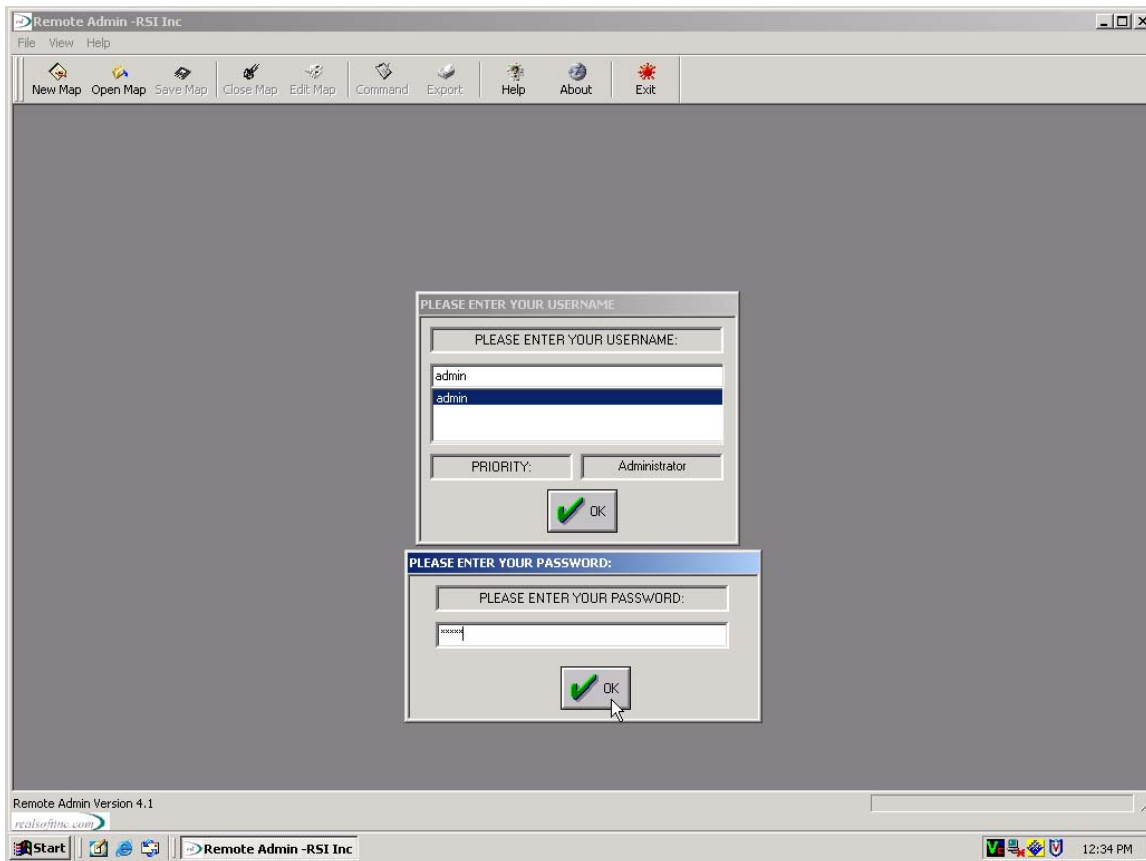 Remote Admin -RSI Inc
File View Help
New Map Open Map Save Map Close Map Edit Map Command Export Help About Exit
PLEASE ENTER YOUR USERNAME
PLEASE ENTER YOUR USERNAME:
admin
admin
PRIORITY: Administrator
OK
PLEASE ENTER YOUR PASSWORD:
PLEASE ENTER YOUR PASSWORD:
*****
OK
Remote Admin Version 4.1
realsoftinc.com
Start Remote Admin -RSI Inc 12:34 PM